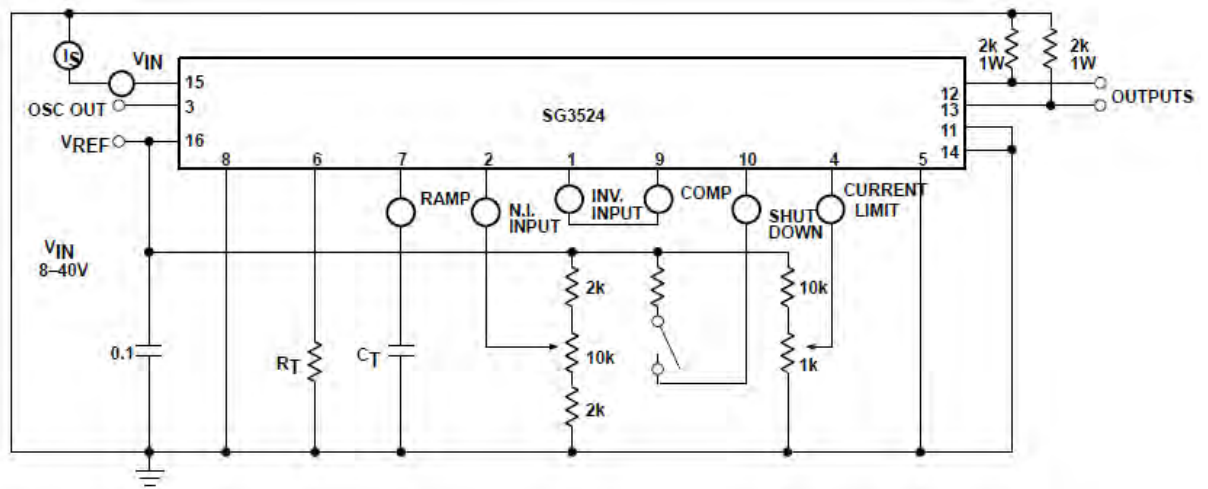 2k
1W
2k
1W
IS
VIN
15
12
OUTPUTS
OSC OUT
3
SG3524
13
VREF
16
11
14
8
6
7
2
1
9
10
4
5
RAMP
N.I.
INPUT
INV.
INPUT
COMP
SHUT
DOWN
CURRENT
LIMIT
VIN
8–40V
2k
10k
0.1
RT
CT
10k
1k
2k